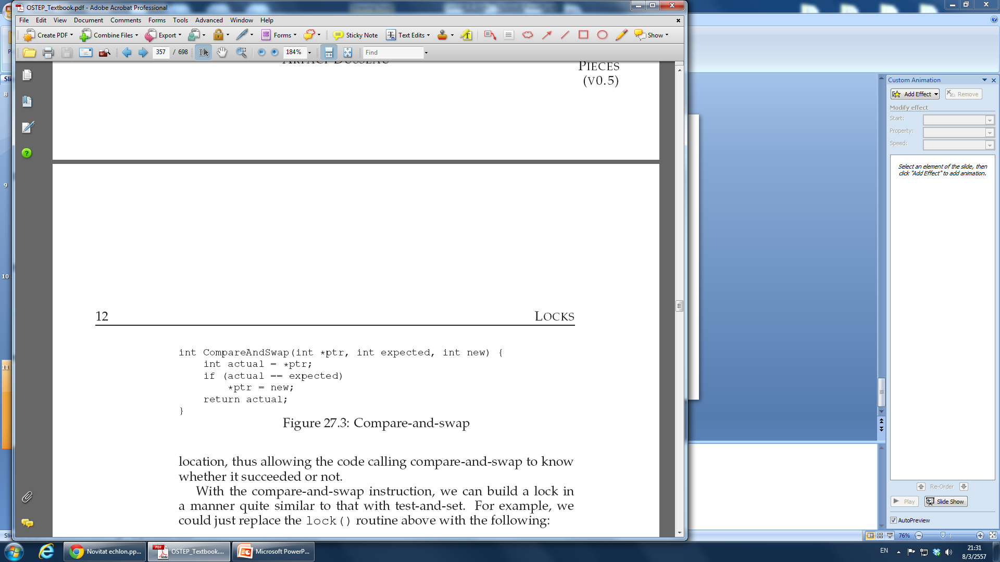 OSTEP_Textbook.pdf - Adobe Acrobat Professional
File Edit View Document Comments Forms Tools Advanced Window Help
Create PDF Combine Files Export Forms Sticky Note Text Edits Show
357 / 698 184% Find
PIECES
(V0.5)
12 LOCKS
int CompareAndSwap(int *ptr, int expected, int new) {
int actual = *ptr;
if (actual == expected)
*ptr = new;
return actual;
}
Figure 27.3: Compare-and-swap
location, thus allowing the code calling compare-and-swap to know
whether it succeeded or not.
With the compare-and-swap instruction, we can build a lock in
a manner quite similar to that with test-and-set. For example, we
could just replace the lock() routine above with the following:
8
9
10
11
Custom Animation
Add Effect Remove
Modify effect
Start:
Property:
Speed:
Select an element of the slide, then
click "Add Effect" to add animation.
Re-Order
Play Slide Show
AutoPreview
76%
Novitat echlon.pp... OSTEP_Textbook.... Microsoft PowerP...
EN
21:31
8/3/2557